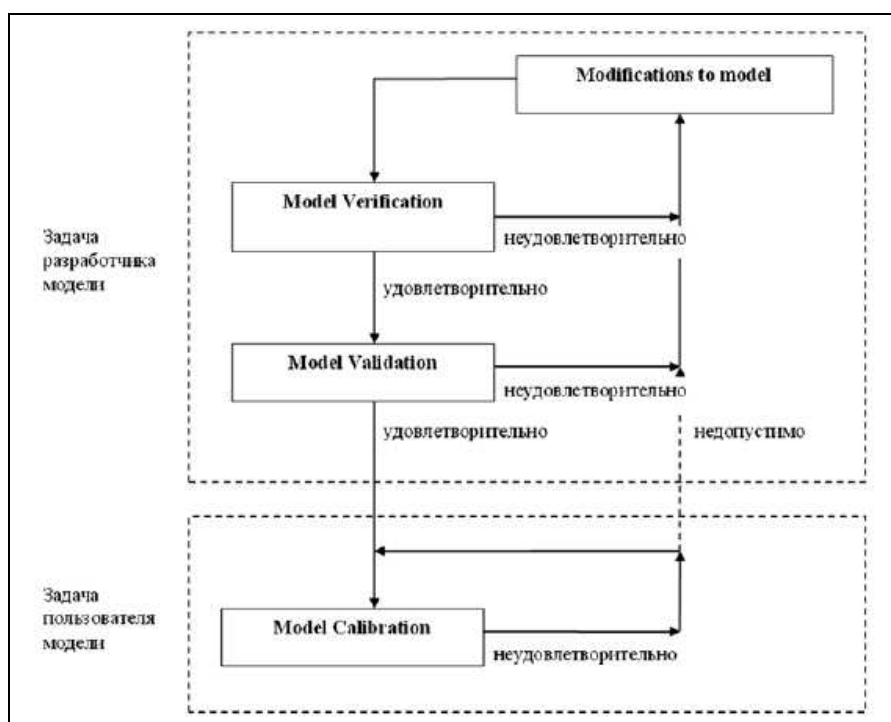 Modifications to model
Model Verification
неудовлетворительно
Задача
разработчика
модели
удовлетворительно
Model Validation
неудовлетворительно
удовлетворительно
недопустимо
Задача
пользователя
модели
Model Calibration
неудовлетворительно